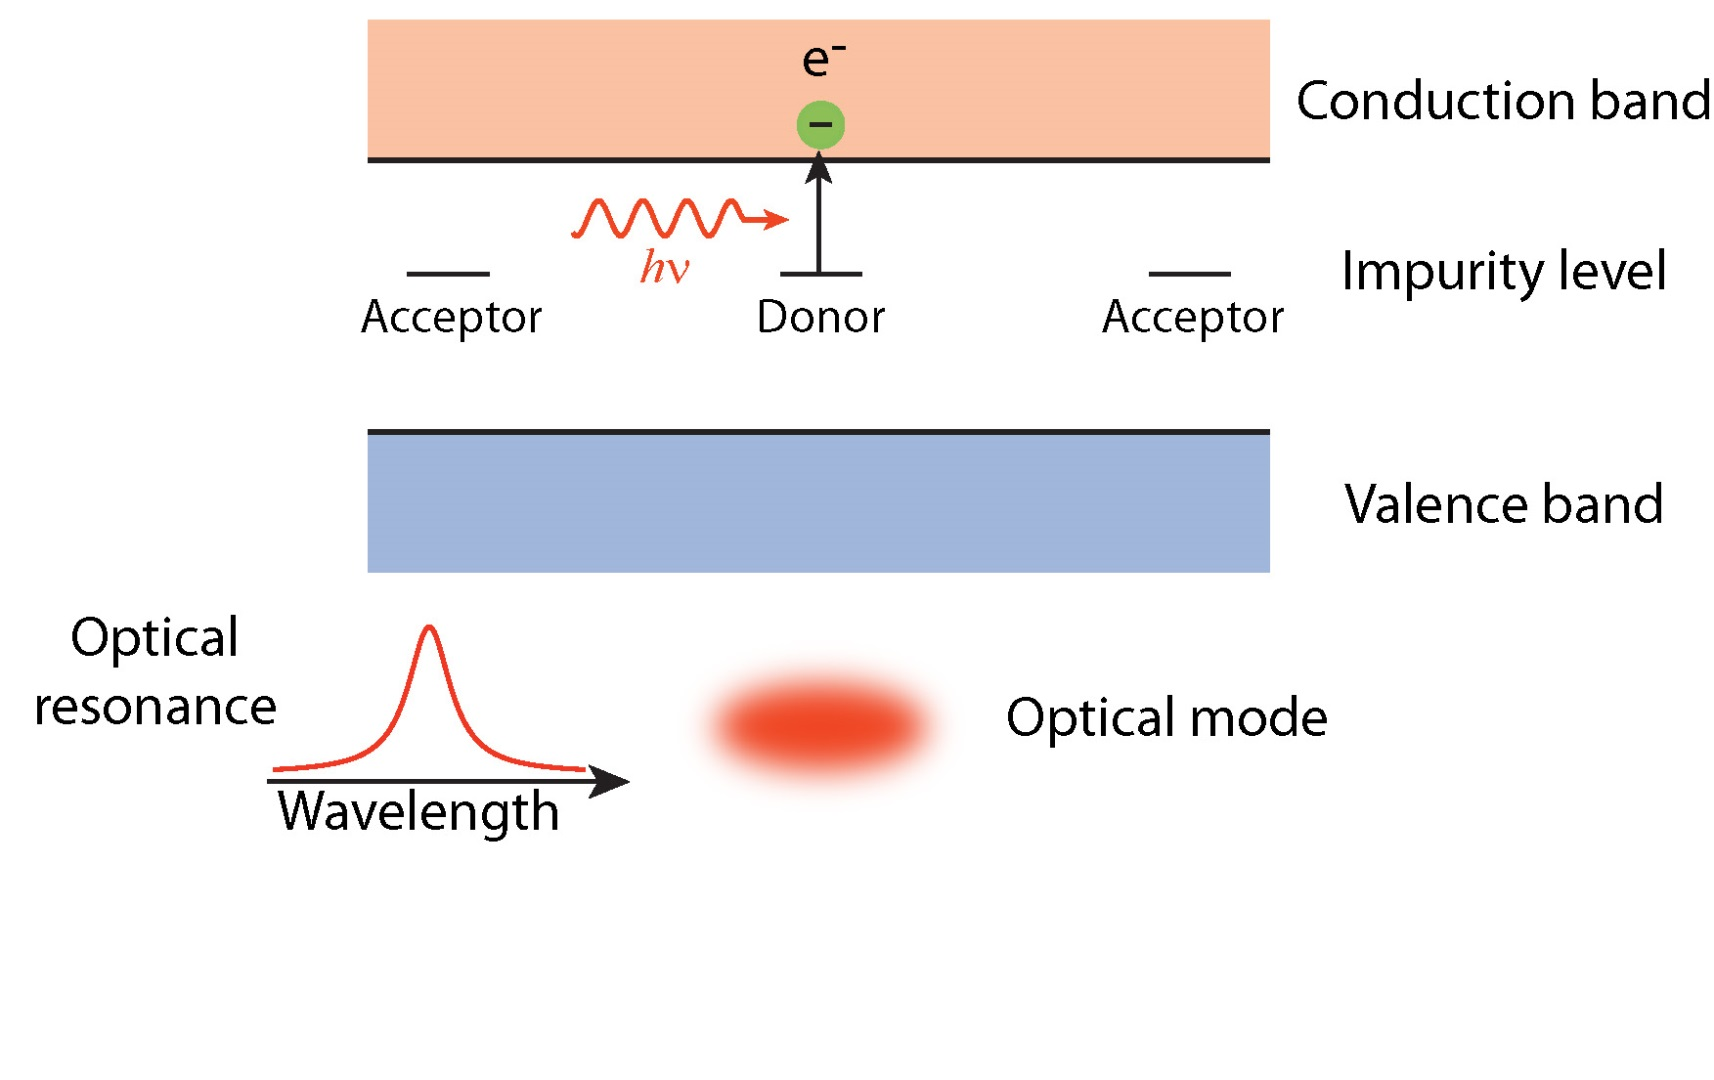 e⁻
−
Conduction band
hν
Impurity level
Acceptor
Donor
Acceptor
Valence band
Optical
resonance
Wavelength
Optical mode